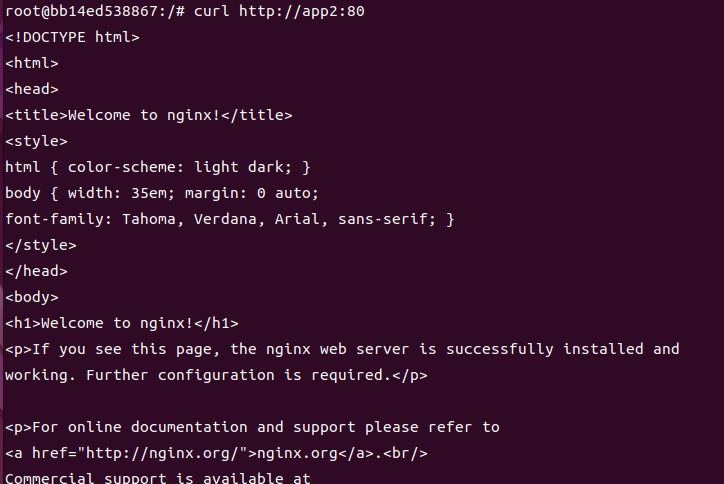 root@bb14ed538867:/# curl http://app2:80
<!DOCTYPE html>
<html>
<head>
<title>Welcome to nginx!</title>
<style>
html { color-scheme: light dark; }
body { width: 35em; margin: 0 auto;
font-family: Tahoma, Verdana, Arial, sans-serif; }
</style>
</head>
<body>
<h1>Welcome to nginx!</h1>
<p>If you see this page, the nginx web server is successfully installed and
working. Further configuration is required.</p>

<p>For online documentation and support please refer to
<a href="http://nginx.org/">nginx.org</a>.<br/>
Commercial support is available at